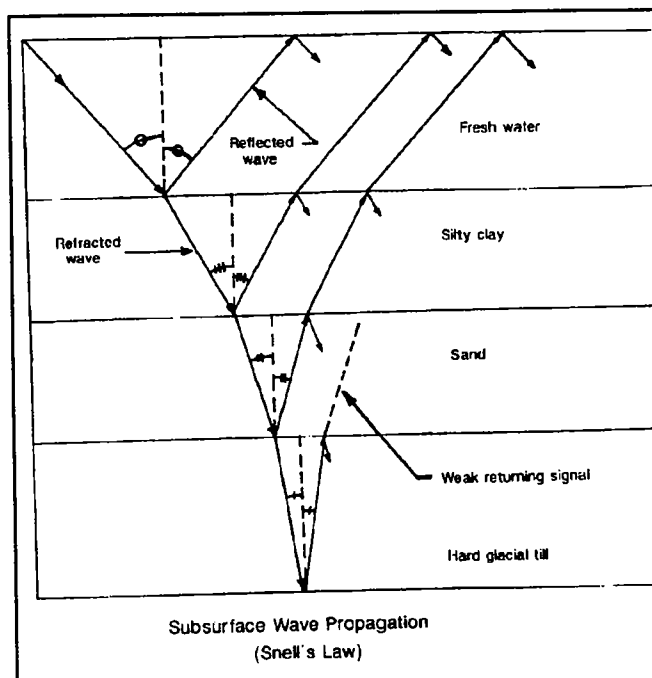 Fresh water
Reflected
wave
Silty clay
Refracted
wave
Sand
Weak returning signal
Hard glacial till
Subsurface Wave Propagation
(Snell's Law)